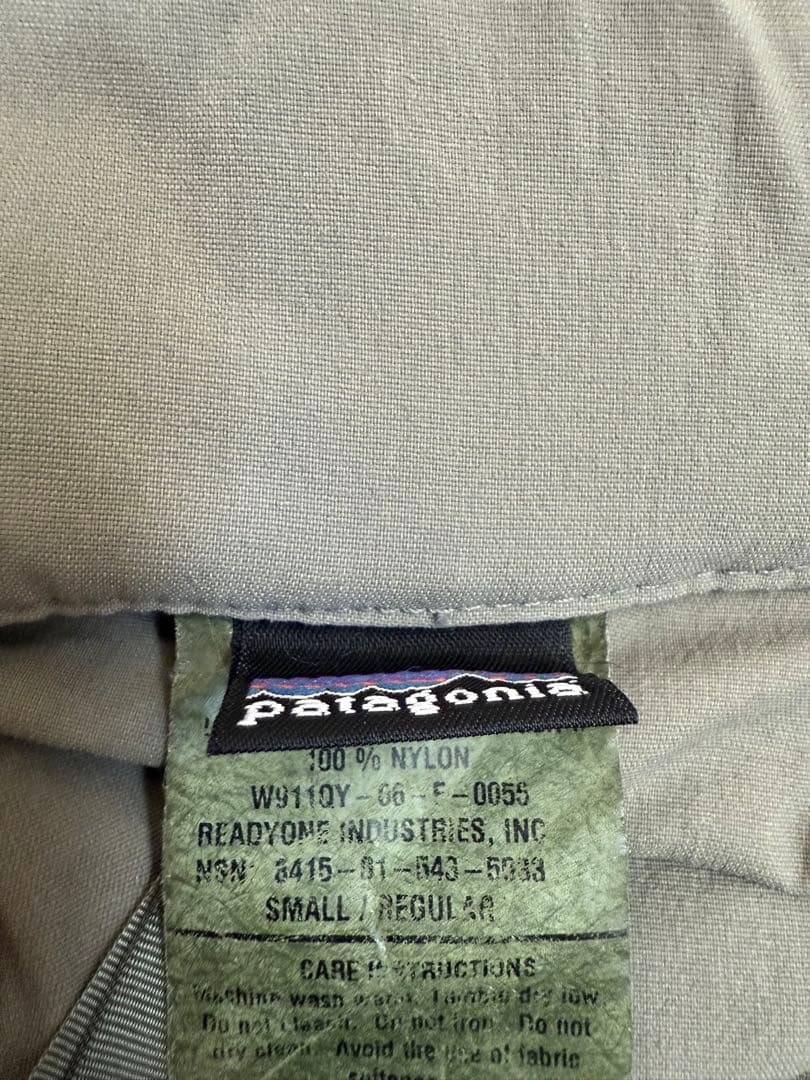 patagonia
100 % NYLON
W911QY-06-F-0055
READYONE INDUSTRIES, INC
NSN: 8415-01-543-
SMALL / REGULAR
CARE INSTRUCTIONS
Machine wash warm. Tumble dry low
Do not bleach. Do not iron. Do not
dry clean. Avoid the use of fabric